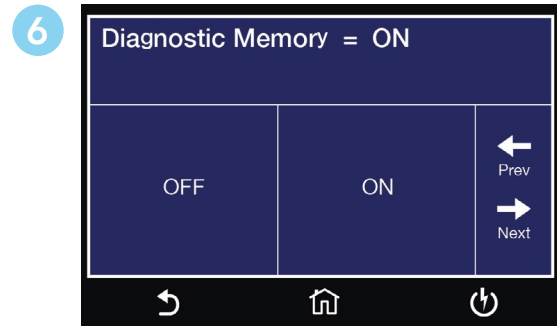 6
Diagnostic Memory = ON
OFF
ON
Prev
Next